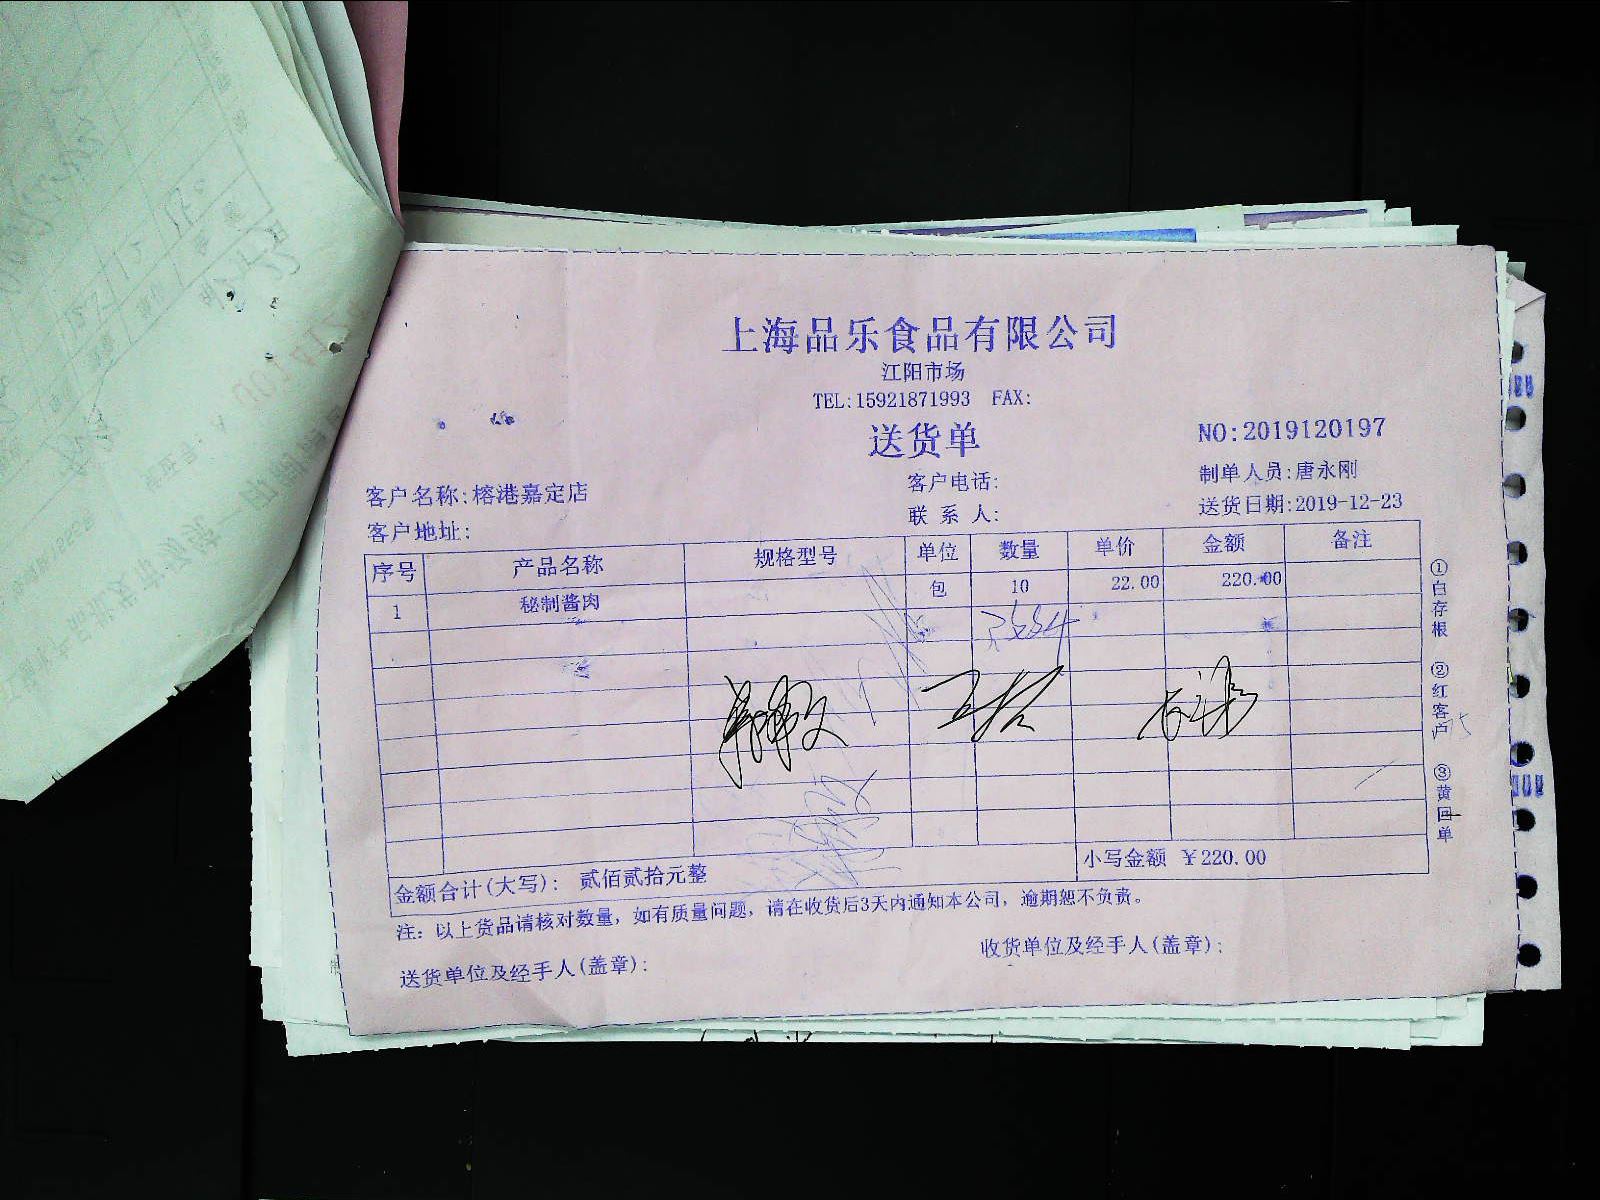 上海品乐食品有限公司
江阳市场
TEL:15921871993 FAX:
送货单
NO:2019120197
客户电话:
制单人员:唐永刚
客户名称:榕港嘉定店
联系人:
送货日期:2019-12-23
客户地址:
序号 产品名称 规格型号 单位 数量 单价 金额 备注
1 秘制酱肉 包 10 22.00 220.00
金额合计(大写): 贰佰贰拾元整 小写金额 ￥220.00
注: 以上货品请核对数量, 如有质量问题, 请在收货后3天内通知本公司, 逾期恕不负责。
送货单位及经手人(盖章):
收货单位及经手人(盖章):
①白存根 ②红客户 ③黄回单